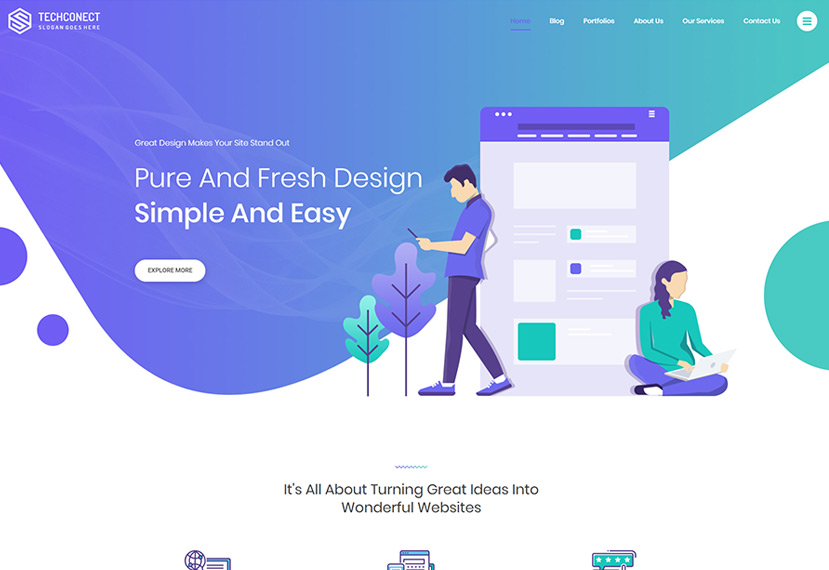 TECHCONECT
SLOGAN GOES HERE
Home Blog Portfolios About Us Our Services Contact Us
Great Design Makes Your Site Stand Out
Pure And Fresh Design
Simple And Easy
EXPLORE MORE
It's All About Turning Great Ideas Into
Wonderful Websites